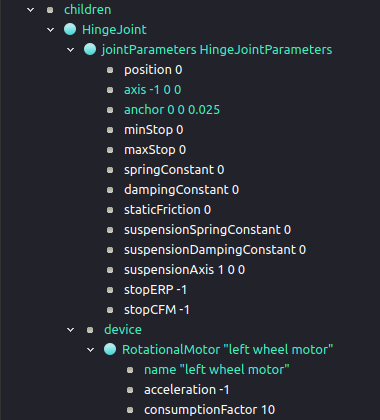 children
HingeJoint
jointParameters HingeJointParameters
position 0
axis -1 0 0
anchor 0 0 0.025
minStop 0
maxStop 0
springConstant 0
dampingConstant 0
staticFriction 0
suspensionSpringConstant 0
suspensionDampingConstant 0
suspensionAxis 1 0 0
stopERP -1
stopCFM -1
device
RotationalMotor "left wheel motor"
name "left wheel motor"
acceleration -1
consumptionFactor 10